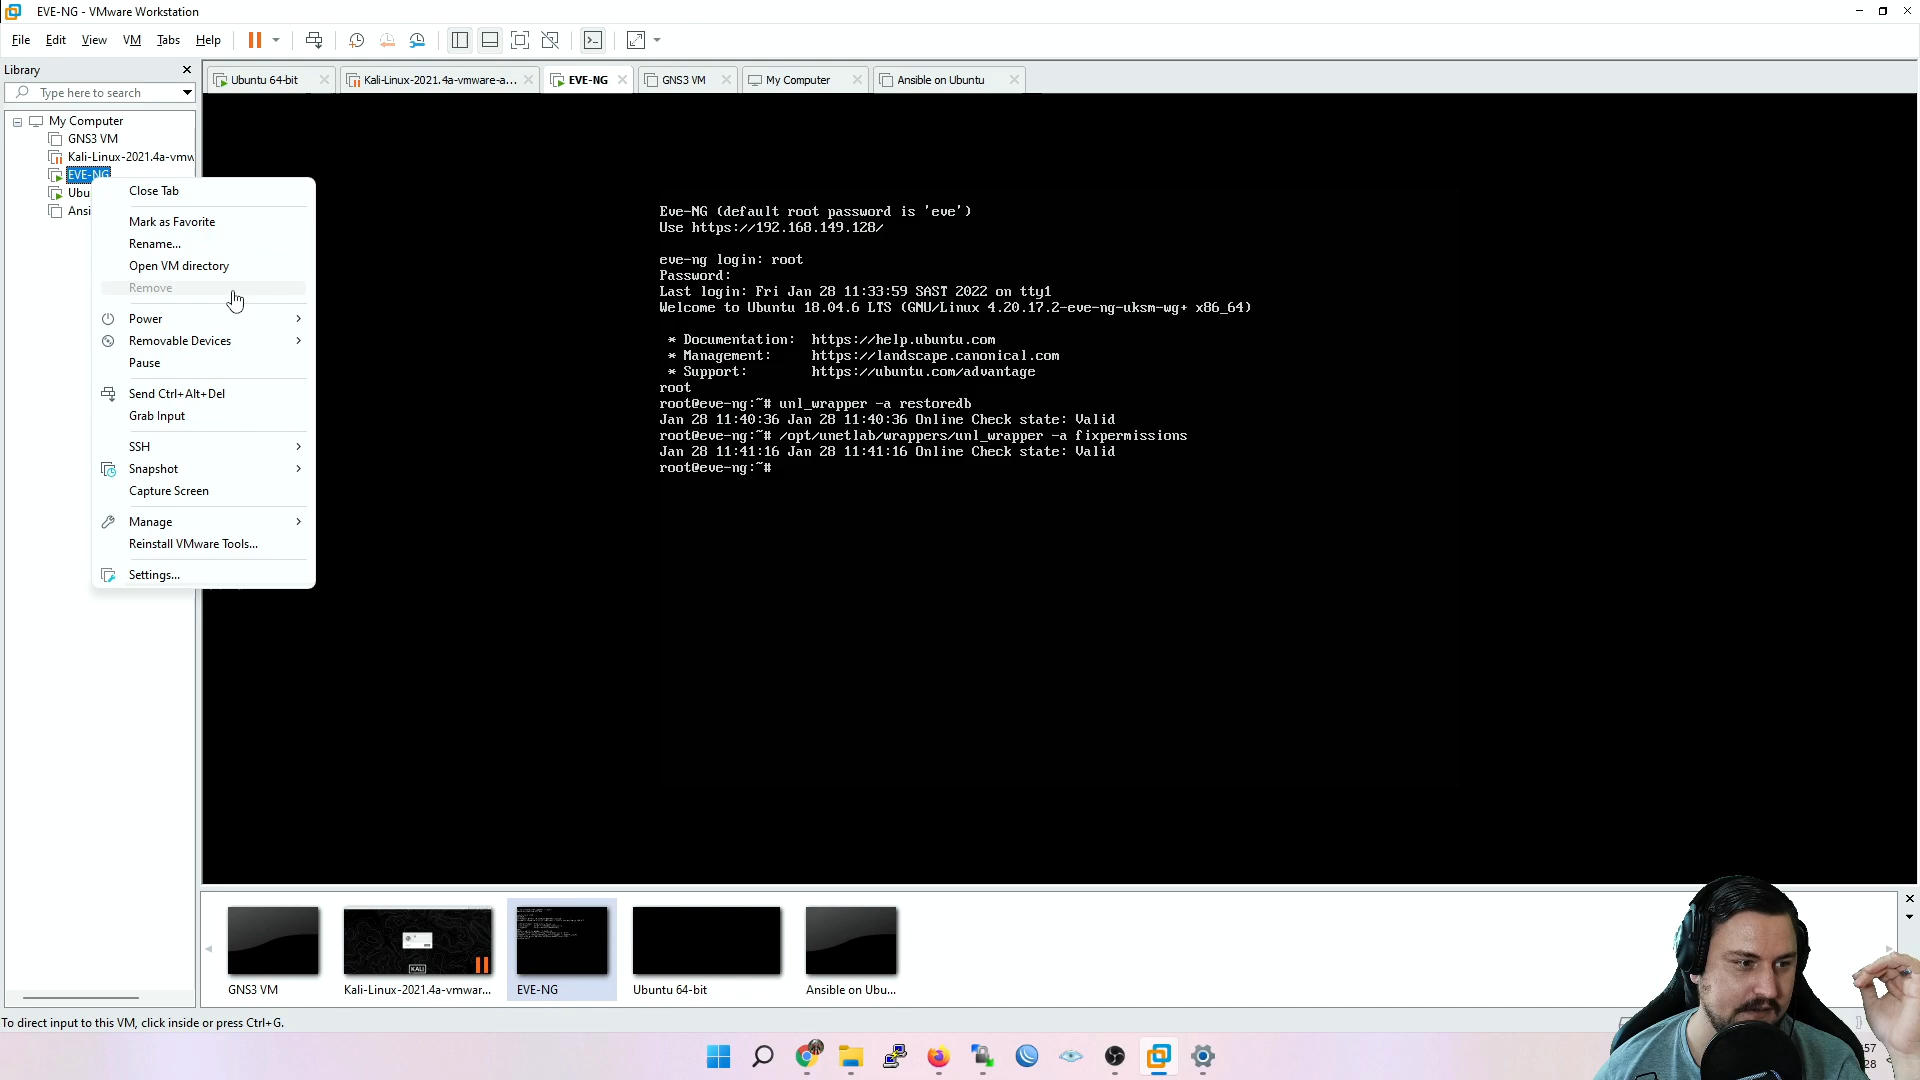 EVE-NG - VMware Workstation
File Edit View VM Tabs Help
Library
Type here to search
My Computer
GNS3 VM
Kali-Linux-2021.4a-vmw
EVE-NG
Ubu
Ansi
Ubuntu 64-bit
Kali-Linux-2021.4a-vmware-a...
EVE-NG
GNS3 VM
My Computer
Ansible on Ubuntu
Close Tab
Mark as Favorite
Rename...
Open VM directory
Remove
Power
Removable Devices
Pause
Send Ctrl+Alt+Del
Grab Input
SSH
Snapshot
Capture Screen
Manage
Reinstall VMware Tools...
Settings...
Eve-NG (default root password is 'eve')
Use https://192.168.149.128/
eve-ng login: root
Password:
Last login: Fri Jan 28 11:33:59 SAST 2022 on tty1
Welcome to Ubuntu 18.04.6 LTS (GNU/Linux 4.20.17.2-eve-ng-uksm-wg+ x86_64)
* Documentation: https://help.ubuntu.com
* Management: https://landscape.canonical.com
* Support: https://ubuntu.com/advantage
root
root@eve-ng:~# unl_wrapper -a restoredb
Jan 28 11:40:36 Jan 28 11:40:36 Online Check state: Valid
root@eve-ng:~# /opt/unetlab/wrappers/unl_wrapper -a fixpermissions
Jan 28 11:41:16 Jan 28 11:41:16 Online Check state: Valid
root@eve-ng:~#
GNS3 VM
KALI
Kali-Linux-2021.4a-vmwar...
EVE-NG
Ubuntu 64-bit
Ansible on Ubu...
To direct input to this VM, click inside or press Ctrl+G.
57
28